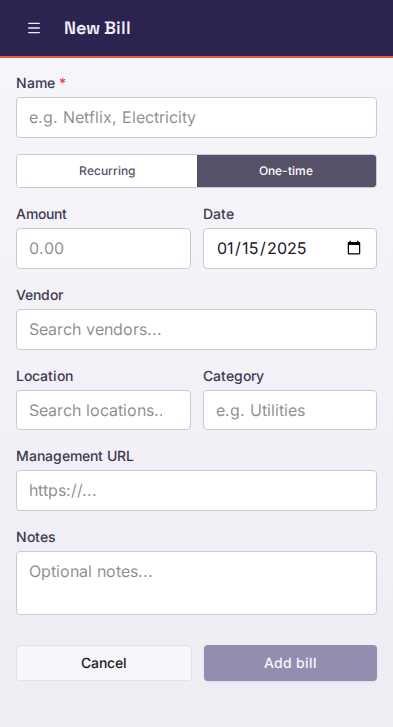 New Bill
Name *
e.g. Netflix, Electricity
Recurring One-time
Amount Date
0.00 01/15/2025
Vendor
Search vendors...
Location Category
Search locations.. e.g. Utilities
Management URL
https://...
Notes
Optional notes...
Cancel Add bill